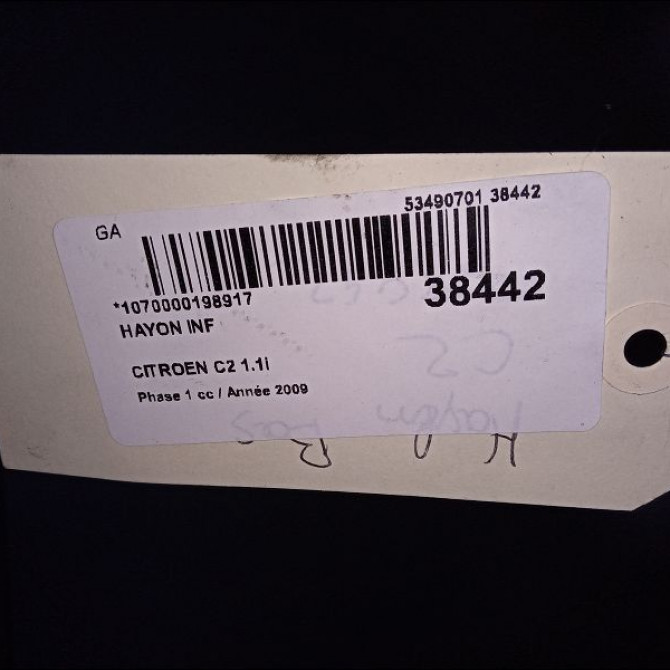 53490701 38442
GA
*1070000198917
38442
HAYON INF
CITROEN C2 1.1i
Phase 1 cc / Année 2009
C2
Hayon Bas